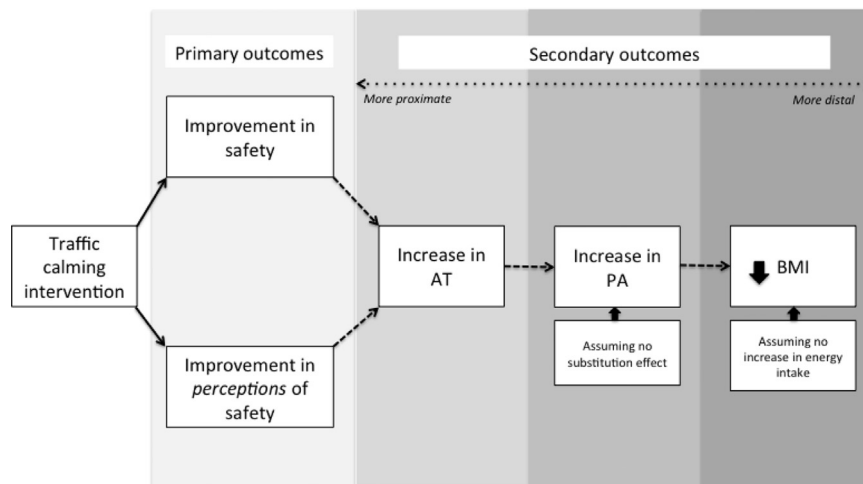 Primary outcomes
Secondary outcomes
More proximate
More distal
Improvement in
safety
Traffic
calming
intervention
Increase in
AT
Increase in
PA
BMI
Improvement in
perceptions of
safety
Assuming no
substitution effect
Assuming no
increase in energy
intake